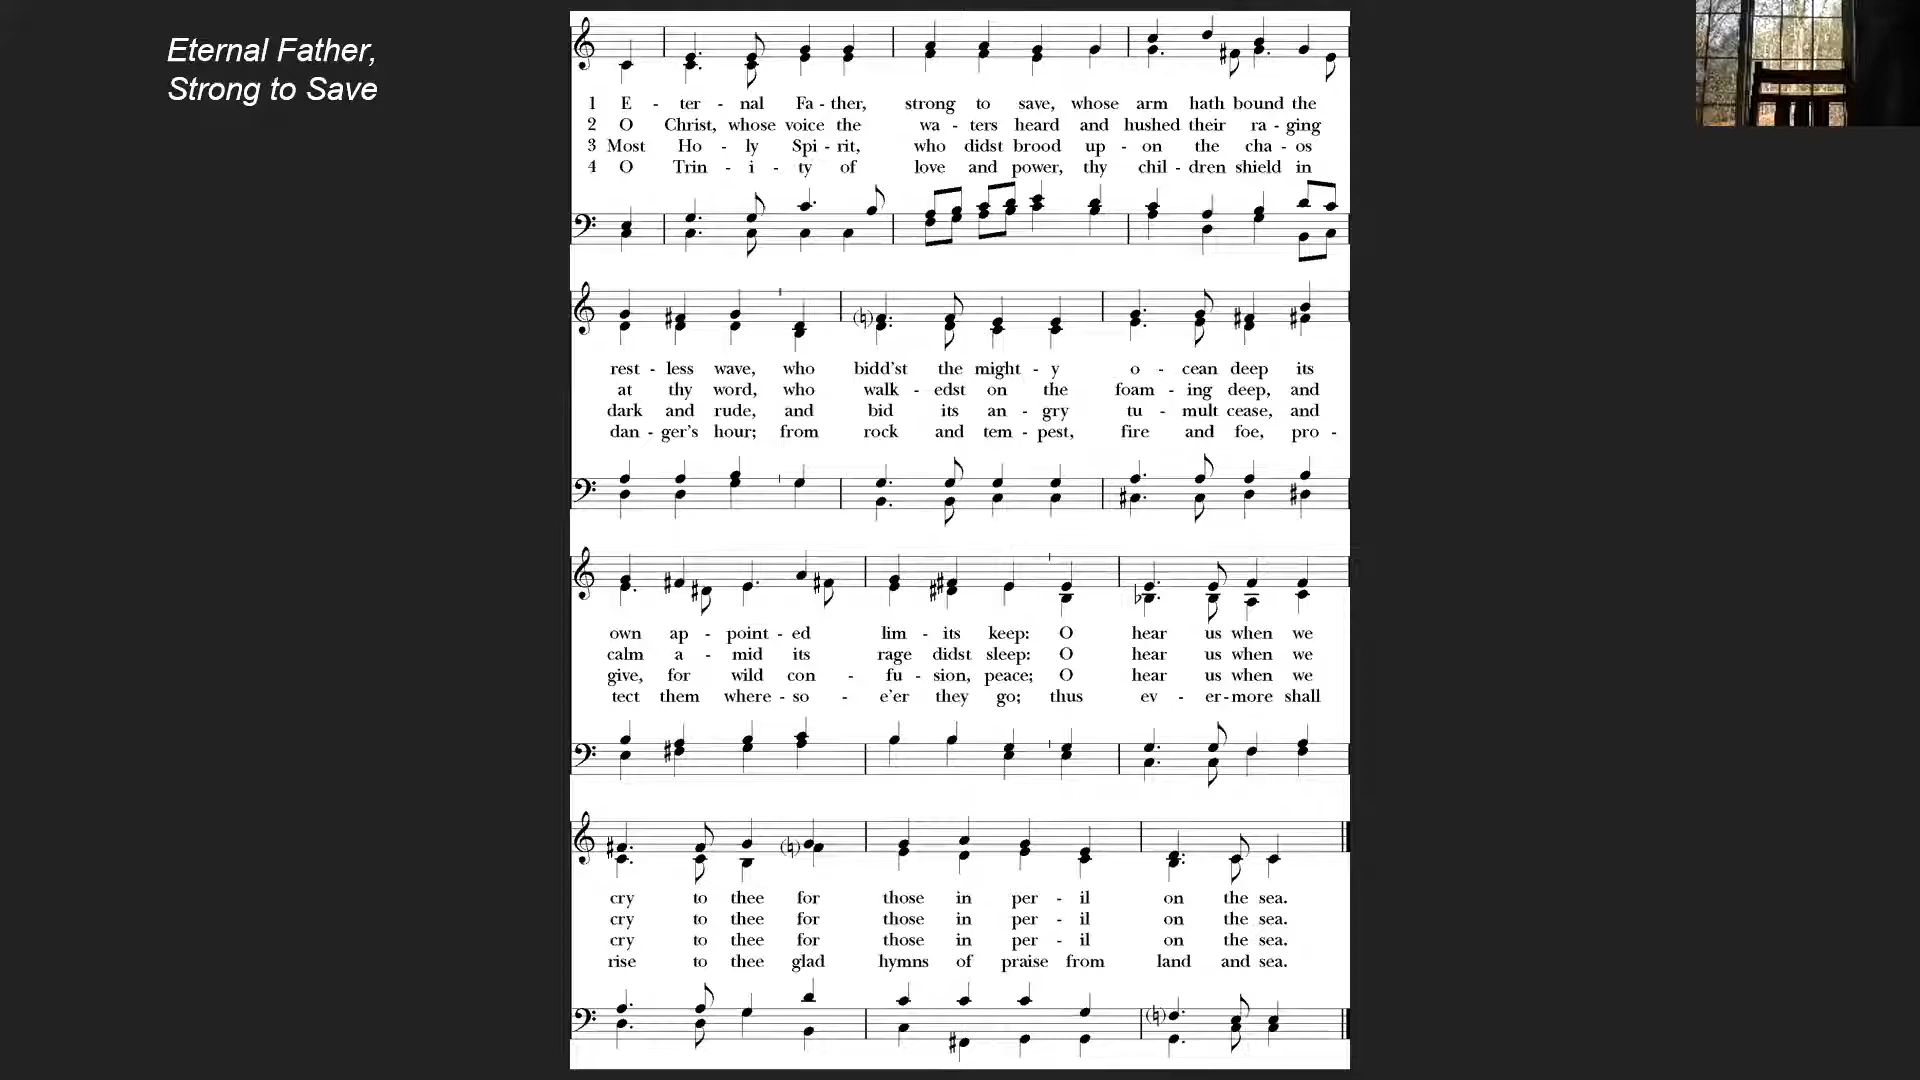 Eternal Father,
Strong to Save
1 E - ter - nal Fa - ther, strong to save, whose arm hath bound the
2 O Christ, whose voice the wa - ters heard and hushed their ra - ging
3 Most Ho - ly Spi - rit, who didst brood up - on the cha - os
4 O Trin - i - ty of love and power, thy chil - dren shield in
rest - less wave, who bidd'st the might - y o - cean deep its
at thy word, who walk - edst on the foam - ing deep, and
dark and rude, and bid its an - gry tu - mult cease, and
dan - ger's hour; from rock and tem - pest, fire and foe, pro -
own ap - point - ed lim - its keep: O hear us when we
calm a - mid its rage didst sleep: O hear us when we
give, for wild con - fu - sion, peace; O hear us when we
tect them where - so - e'er they go; thus ev - er - more shall
cry to thee for those in per - il on the sea.
cry to thee for those in per - il on the sea.
cry to thee for those in per - il on the sea.
rise to thee glad hymns of praise from land and sea.